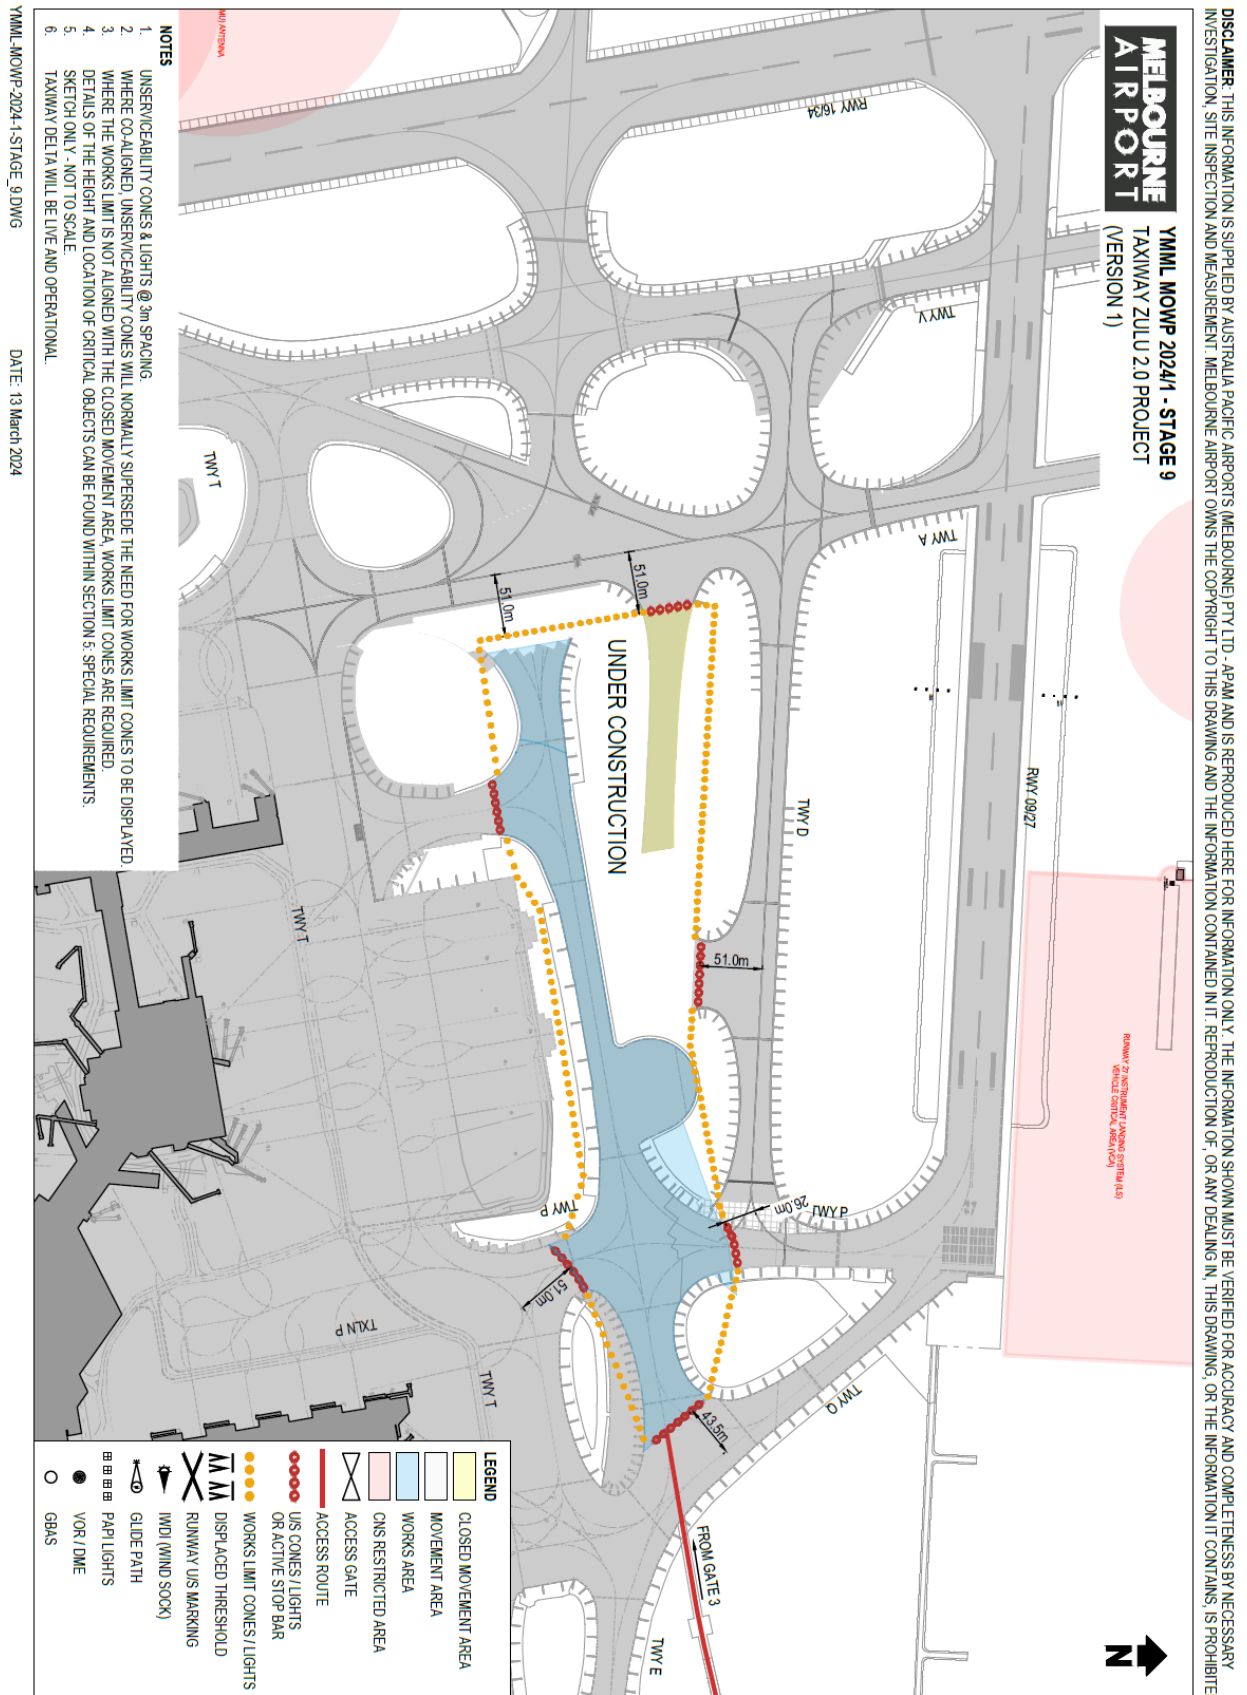 DISCLAIMER: THIS INFORMATION IS SUPPLIED BY AUSTRALIA PACIFIC AIRPORTS (MELBOURNE) PTY LTD - APAM AND IS REPRODUCED HERE FOR INFORMATION ONLY. THE INFORMATION SHOWN MUST BE VERIFIED FOR ACCURACY AND COMPLETENESS BY NECESSARY
INVESTIGATION, SITE INSPECTION AND MEASUREMENT. MELBOURNE AIRPORT OWNS THE COPYRIGHT TO THIS DRAWING AND THE INFORMATION CONTAINED IN IT. REPRODUCTION OF, OR ANY DEALING IN, THIS DRAWING, OR THE INFORMATION IT CONTAINS, IS PROHIBITE
MELBOURNE
AIRPORT
YMML MOWP 2024/1 - STAGE 9
TAXIWAY ZULU 2.0 PROJECT
(VERSION 1)
N
RWY 16/34
TWY V
TWY A
RWY 09/27
RUNWAY 27 INSTRUMENT LANDING SYSTEM (ILS)
VEHICLE CRITICAL AREA (VCA)
TWY D
51.0m
51.0m
UNDER CONSTRUCTION
51.0m
26.0m
TWY P
TWY Q
43.5m
FROM GATE 3
TWY E
TWY P
51.0m
TXLN P
TWY T
TWY T
TWY T
ANTENNA
NOTES
1. UNSERVICEABILITY CONES & LIGHTS @ 3m SPACING.
2. WHERE CO-ALIGNED, UNSERVICEABILITY CONES WILL NORMALLY SUPERSEDE THE NEED FOR WORKS LIMIT CONES TO BE DISPLAYED.
3. WHERE THE WORKS LIMIT IS NOT ALIGNED WITH THE CLOSED MOVEMENT AREA, WORKS LIMIT CONES ARE REQUIRED.
4. DETAILS OF THE HEIGHT AND LOCATION OF CRITICAL OBJECTS CAN BE FOUND WITHIN SECTION 5: SPECIAL REQUIREMENTS.
5. SKETCH ONLY - NOT TO SCALE.
6. TAXIWAY DELTA WILL BE LIVE AND OPERATIONAL.
LEGEND
CLOSED MOVEMENT AREA
MOVEMENT AREA
WORKS AREA
CNS RESTRICTED AREA
ACCESS GATE
ACCESS ROUTE
U/S CONES / LIGHTS
OR ACTIVE STOP BAR
WORKS LIMIT CONES / LIGHTS
DISPLACED THRESHOLD
RUNWAY U/S MARKING
IWDI (WIND SOCK)
GLIDE PATH
PAPI LIGHTS
VOR / DME
GBAS
YMML-MOWP-2024-1-STAGE_9.DWG
DATE: 13 March 2024